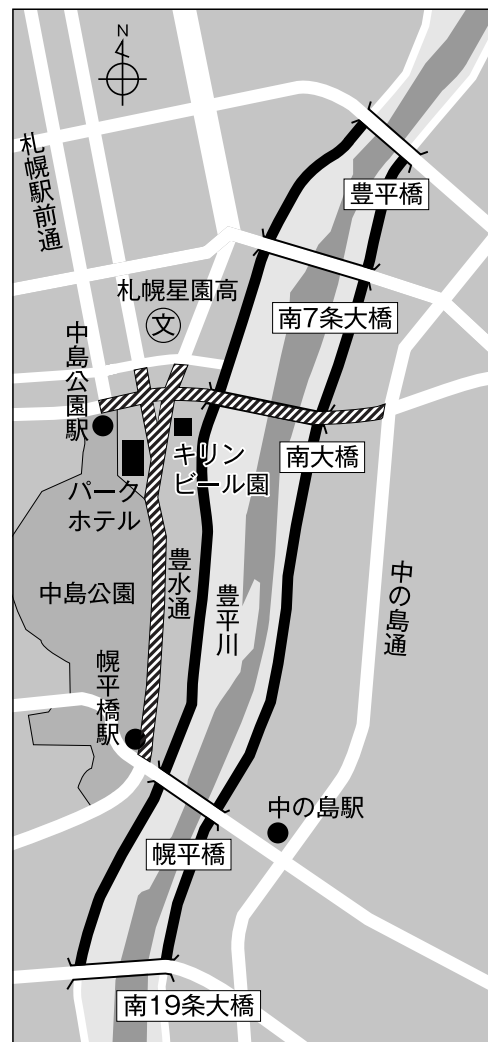 N
札幌駅前通
豊平橋
札幌星園高
文
南7条大橋
中島公園駅
キリン
ビール園
南大橋
パーク
ホテル
豊水通
豊平川
中の島通
中島公園
幌平橋駅
中の島駅
幌平橋
南19条大橋